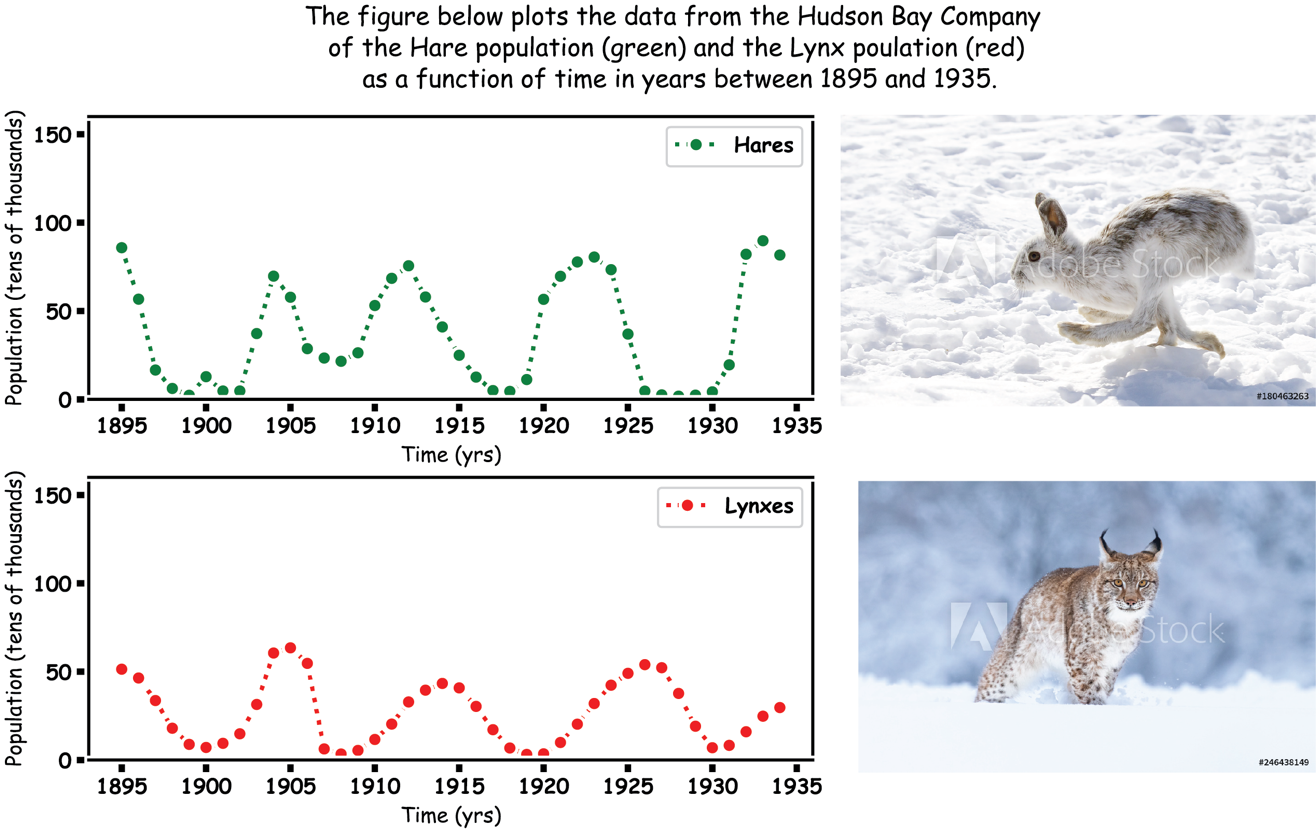 The figure below plots the data from the Hudson Bay Company
of the Hare population (green) and the Lynx poulation (red)
as a function of time in years between 1895 and 1935.
Population (tens of thousands)
150
100
50
0
Hares
1895 1900 1905 1910 1915 1920 1925 1930 1935
Time (yrs)
Adobe Stock
#180463263
Population (tens of thousands)
150
100
50
0
Lynxes
1895 1900 1905 1910 1915 1920 1925 1930 1935
Time (yrs)
Adobe Stock
#246438149